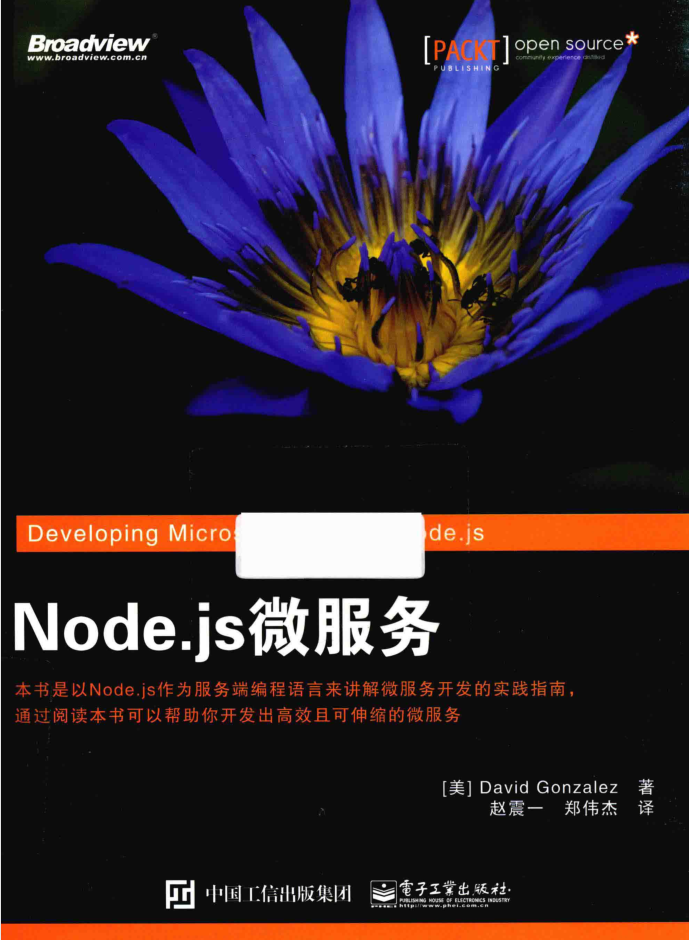 Broadview®
www.broadview.com.cn
[PACKT]
PUBLISHING
open source*
community experience distilled
Developing Micros
de.js
Node.js微服务
本书是以Node.js作为服务端编程语言来讲解微服务开发的实践指南，
通过阅读本书可以帮助你开发出高效且可伸缩的微服务
[美] David Gonzalez 著
赵震一 郑伟杰 译
中国工信出版集团
電子工業出版社·
PUBLISHING HOUSE OF ELECTRONICS INDUSTRY
http://www.phei.com.cn